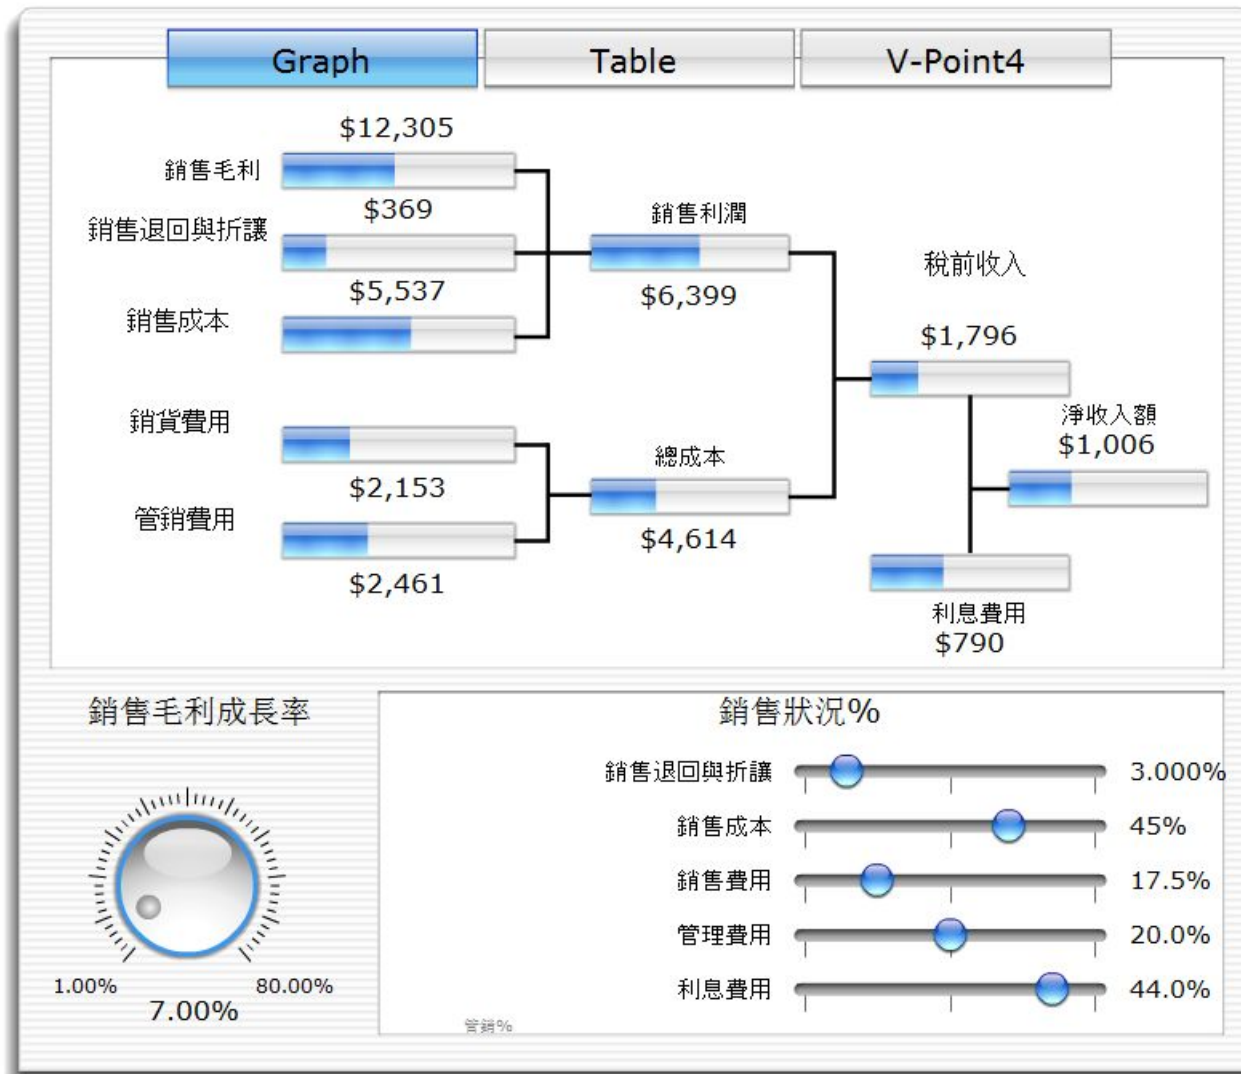 Graph
Table
V-Point4
$12,305
銷售毛利
$369
銷售退回與折讓
銷售利潤
$5,537
$6,399
稅前收入
銷售成本
$1,796
銷貨費用
淨收入額
$1,006
總成本
$2,153
管銷費用
$4,614
$2,461
利息費用
$790
銷售毛利成長率
1.00%
80.00%
7.00%
銷售狀況%
銷售退回與折讓
3.000%
銷售成本
45%
銷售費用
17.5%
管理費用
20.0%
利息費用
44.0%
管銷%